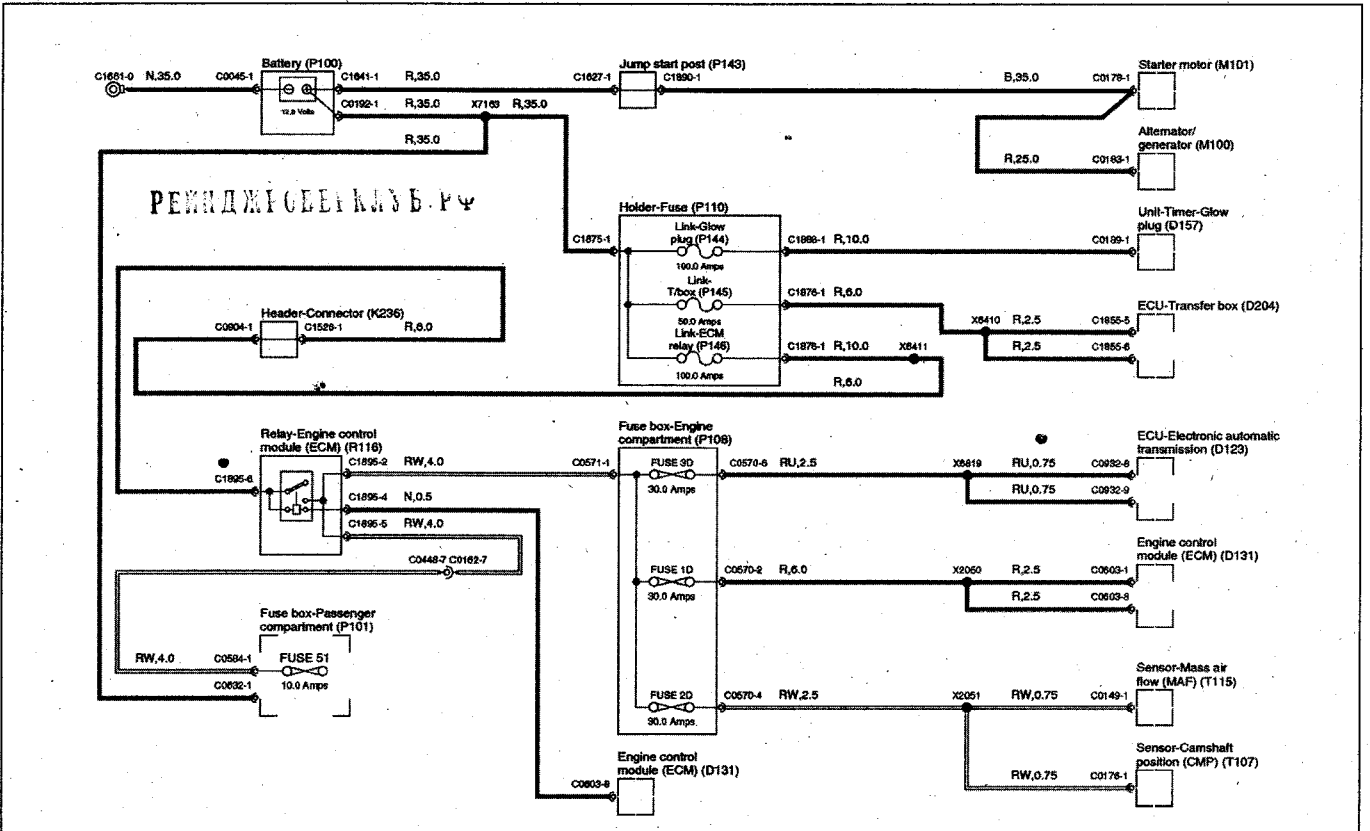 Battery (P100)
Jump start post (P143)
Starter motor (M101)
C1681-0 N,35.0 C0045-1 C1641-1 R,35.0 C1627-1 C1890-1 B,35.0 C0178-1
12.0 Volts
C0192-1 R,35.0 X7163 R,35.0
R,35.0
Alternator/
generator (M100)
R,25.0 C0183-1
Holder-Fuse (P110)
Unit-Timer-Glow
plug (D157)
Link-Glow
plug (P144)
C1875-1 C1868-1 R,10.0 C0189-1
100.0 Amps
Link-
T/box (P145)
C1876-1 R,6.0
50.0 Amps
ECU-Transfer box (D204)
X6410 R,2.5 C1855-5
R,2.5 C1855-6
Header-Connector (K236)
C0904-1 C1526-1 R,6.0
Link-ECM
relay (P146)
C1878-1 R,10.0 X6411
100.0 Amps
R,6.0
Relay-Engine control
module (ECM) (R116)
Fuse box-Engine
compartment (P108)
ECU-Electronic automatic
transmission (D123)
C1895-2 RW,4.0 C0571-1 FUSE 3D C0570-6 RU,2.5 X6819 RU,0.75 C0932-8
30.0 Amps
C1895-6 C1895-4 N,0.5 RU,0.75 C0932-9
C1895-5 RW,4.0
C0448-7 C0162-7
Engine control
module (ECM) (D131)
FUSE 1D C0570-2 R,6.0 X2050 R,2.5 C0603-1
30.0 Amps
R,2.5 C0603-8
Fuse box-Passenger
compartment (P101)
RW,4.0 C0584-1 FUSE 51
10.0 Amps
C0632-1
Sensor-Mass air
flow (MAF) (T115)
FUSE 2D C0570-4 RW,2.5 X2051 RW,0.75 C0149-1
30.0 Amps
Engine control
module (ECM) (D131)
C0603-9
Sensor-Camshaft
position (CMP) (T107)
RW,0.75 C0176-1